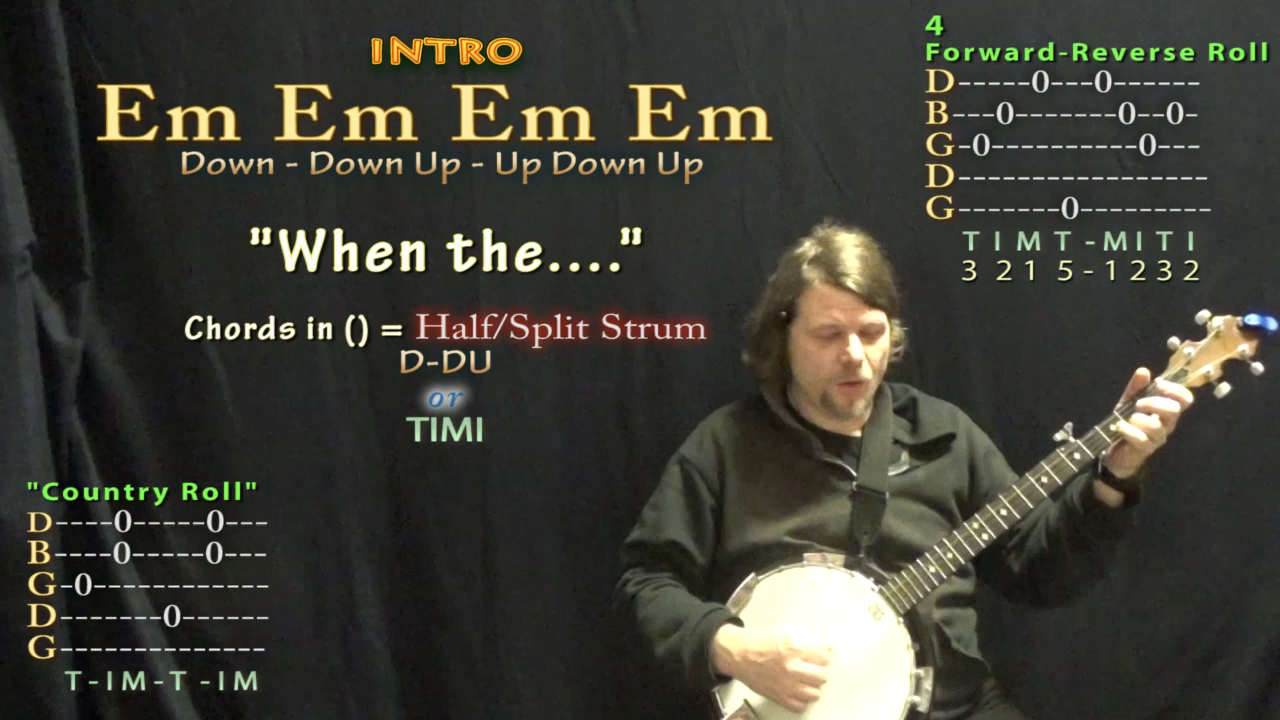 INTRO
Em Em Em Em
Down - Down Up - Up Down Up
"When the...."
Chords in () = Half/Split Strum
D-DU
or
TIMI
4
Forward-Reverse Roll
D-----0---0------
B---0-------0--0-
G-0----------0---
D-----------------
G-------0---------
T I M T - M I T I
3 2 1 5 - 1 2 3 2
"Country Roll"
D----0-----0---
B----0-----0---
G-0------------
D-------0------
G--------------
T-IM-T -IM